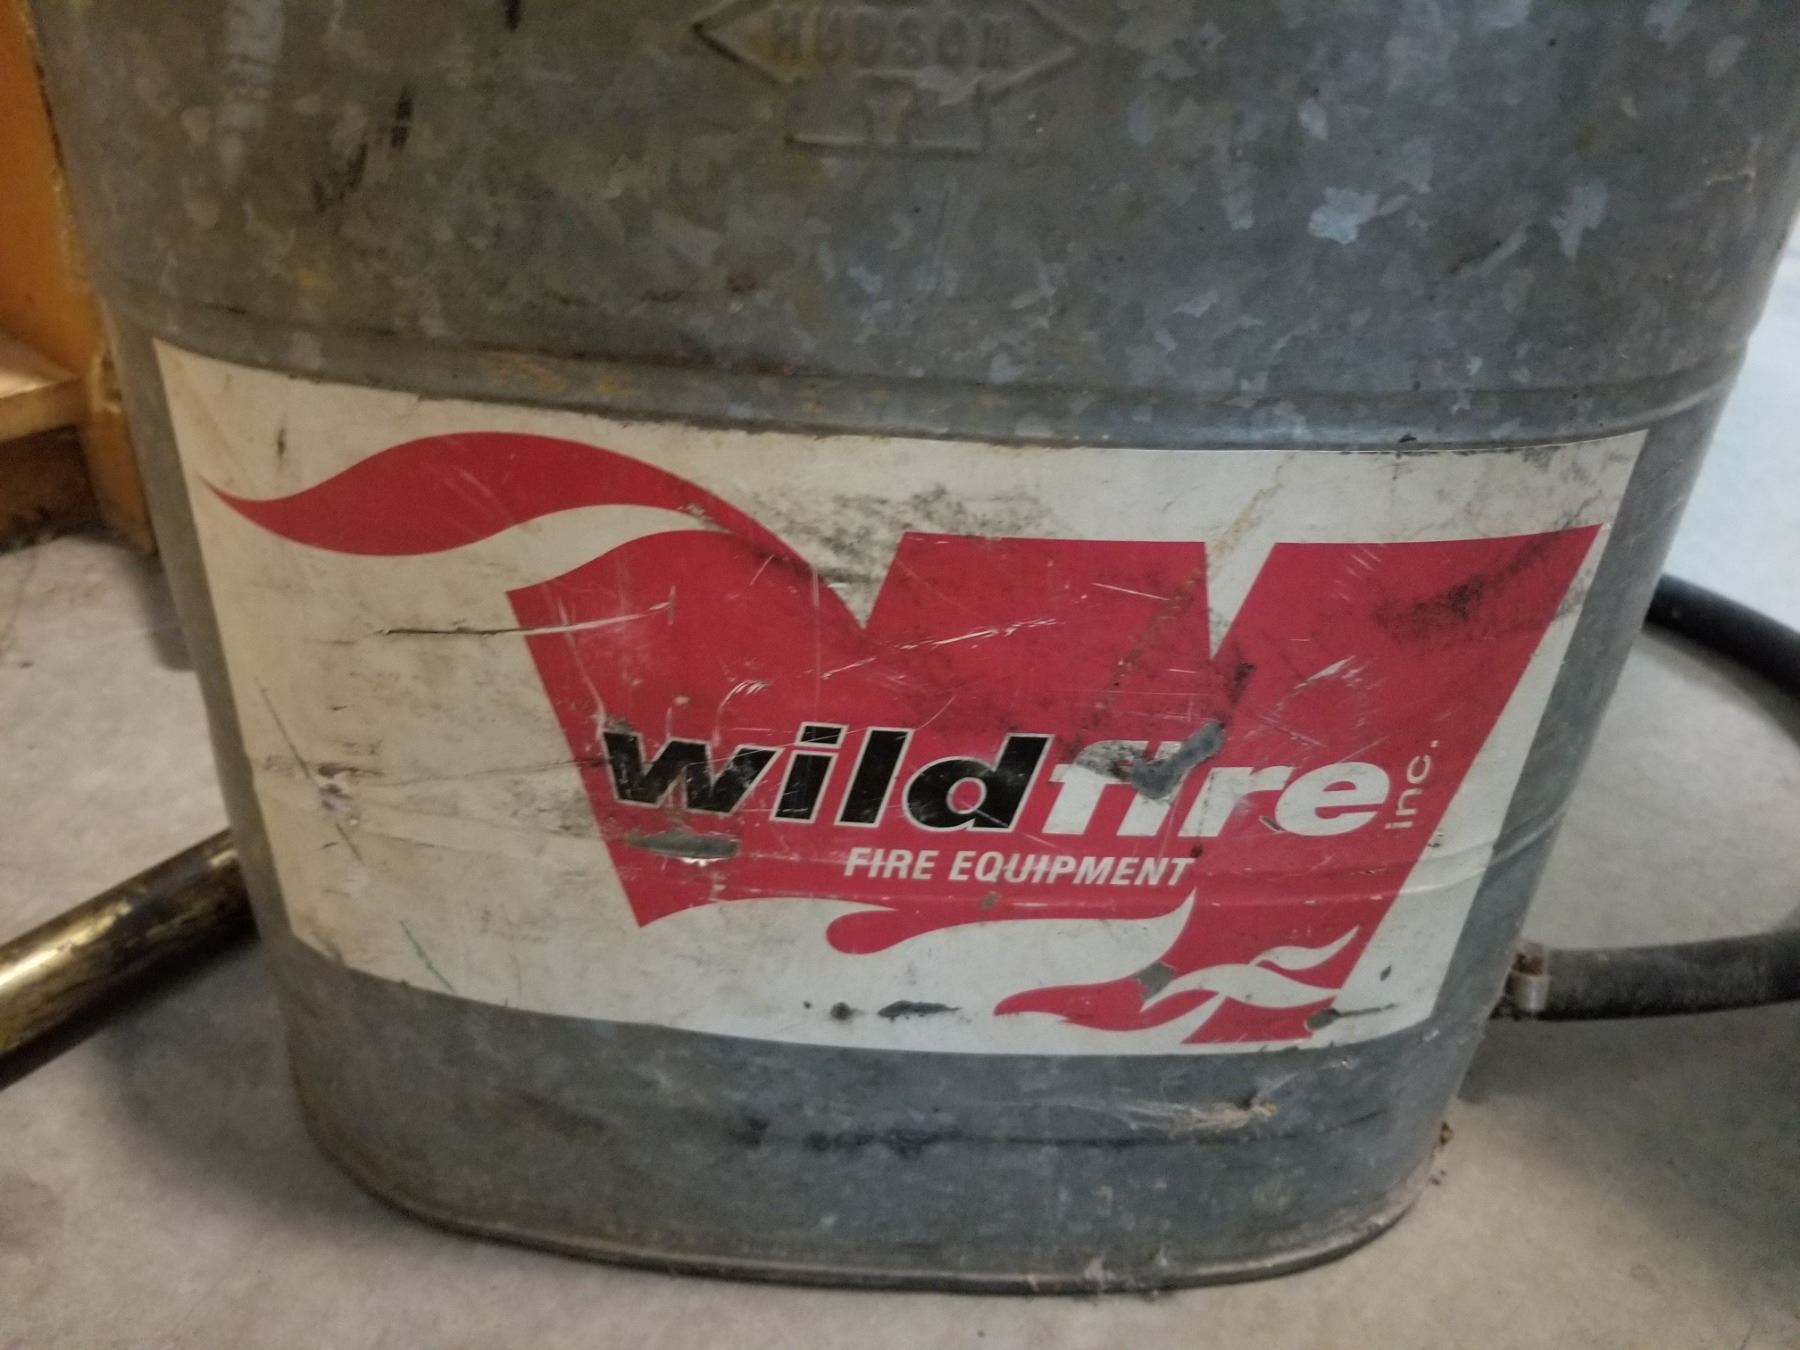 HUDSON
wildfire inc.
FIRE EQUIPMENT